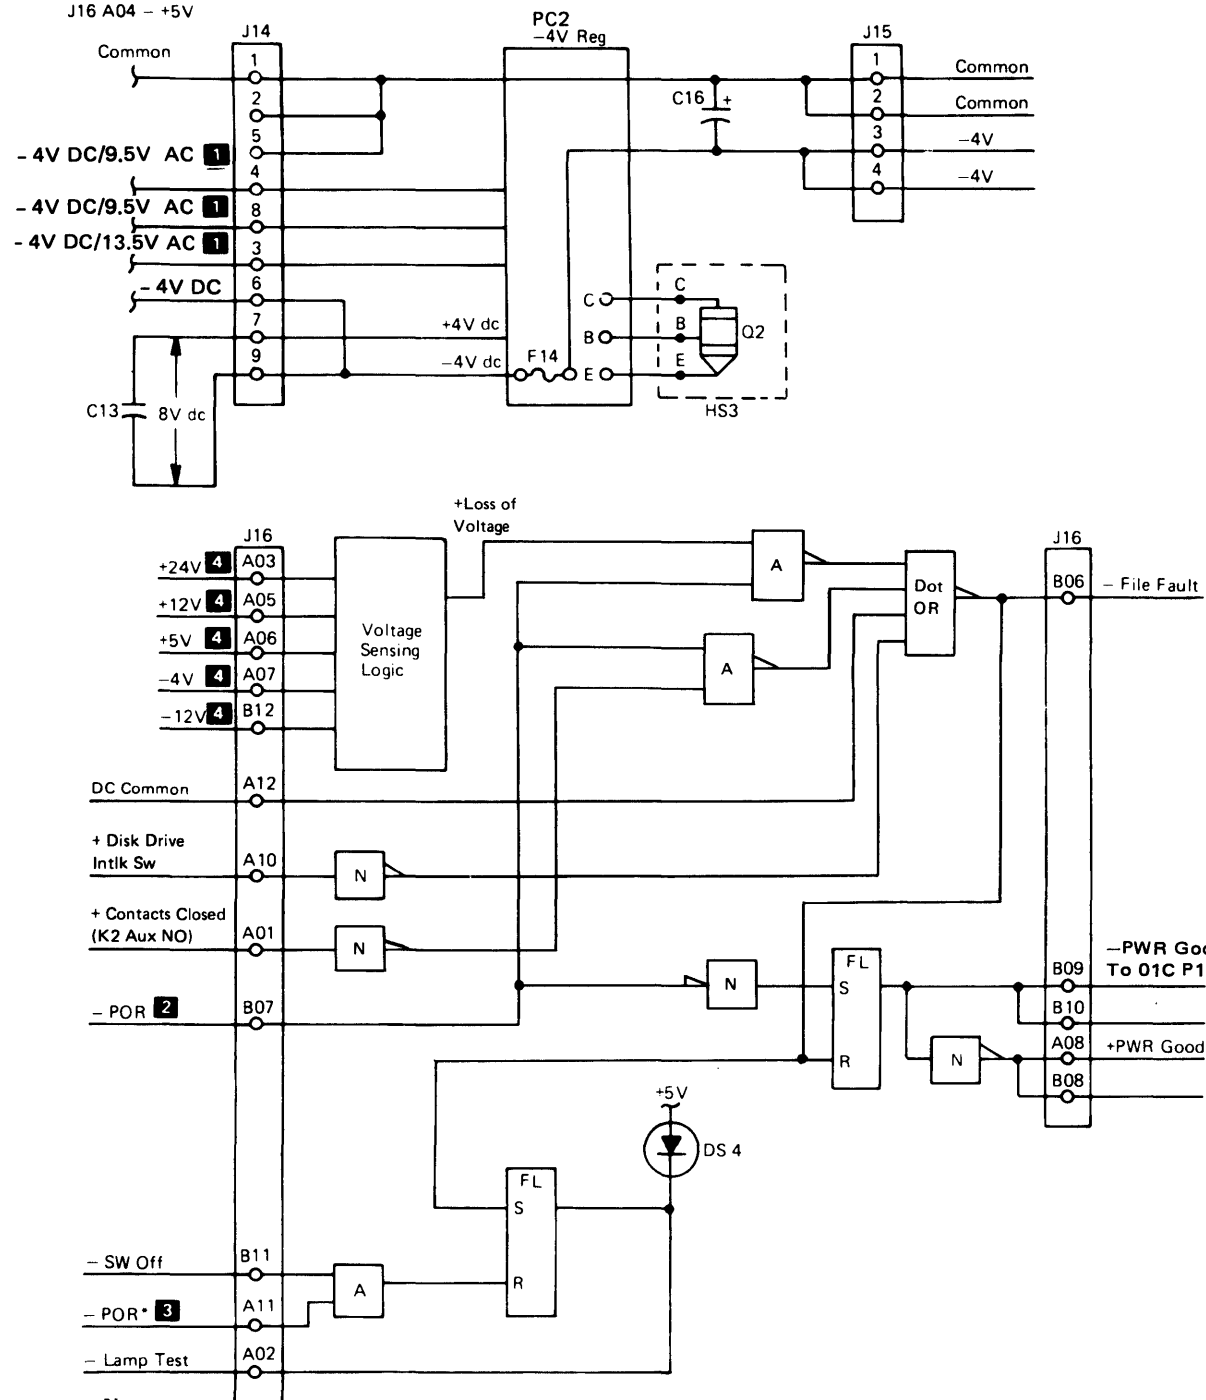 J16 A04 – +5V
J14
PC2
–4V Reg
J15
Common
1
1
Common
2
C16
+
2
Common
5
3
–4V
- 4V DC/9.5V AC 1
4
4
–4V
- 4V DC/9.5V AC 1
8
- 4V DC/13.5V AC 1
3
- 4V DC
6
C
C
7
+4V dc
B
B
Q2
9
–4V dc
F14
E
E
C13
8V dc
HS3
+Loss of
Voltage
J16
J16
+24V 4
A03
A
Dot
OR
B06
– File Fault
+12V 4
A05
Voltage
Sensing
Logic
+5V 4
A06
A
–4V 4
A07
–12V 4
B12
DC Common
A12
+ Disk Drive
Intlk Sw
A10
N
+ Contacts Closed
(K2 Aux NO)
A01
N
FL
S
R
N
B09
–PWR Goo
To 01C P1
– POR 2
B07
B10
N
A08
+PWR Good
B08
+5V
DS 4
FL
S
R
– SW Off
B11
A
– POR* 3
A11
– Lamp Test
A02